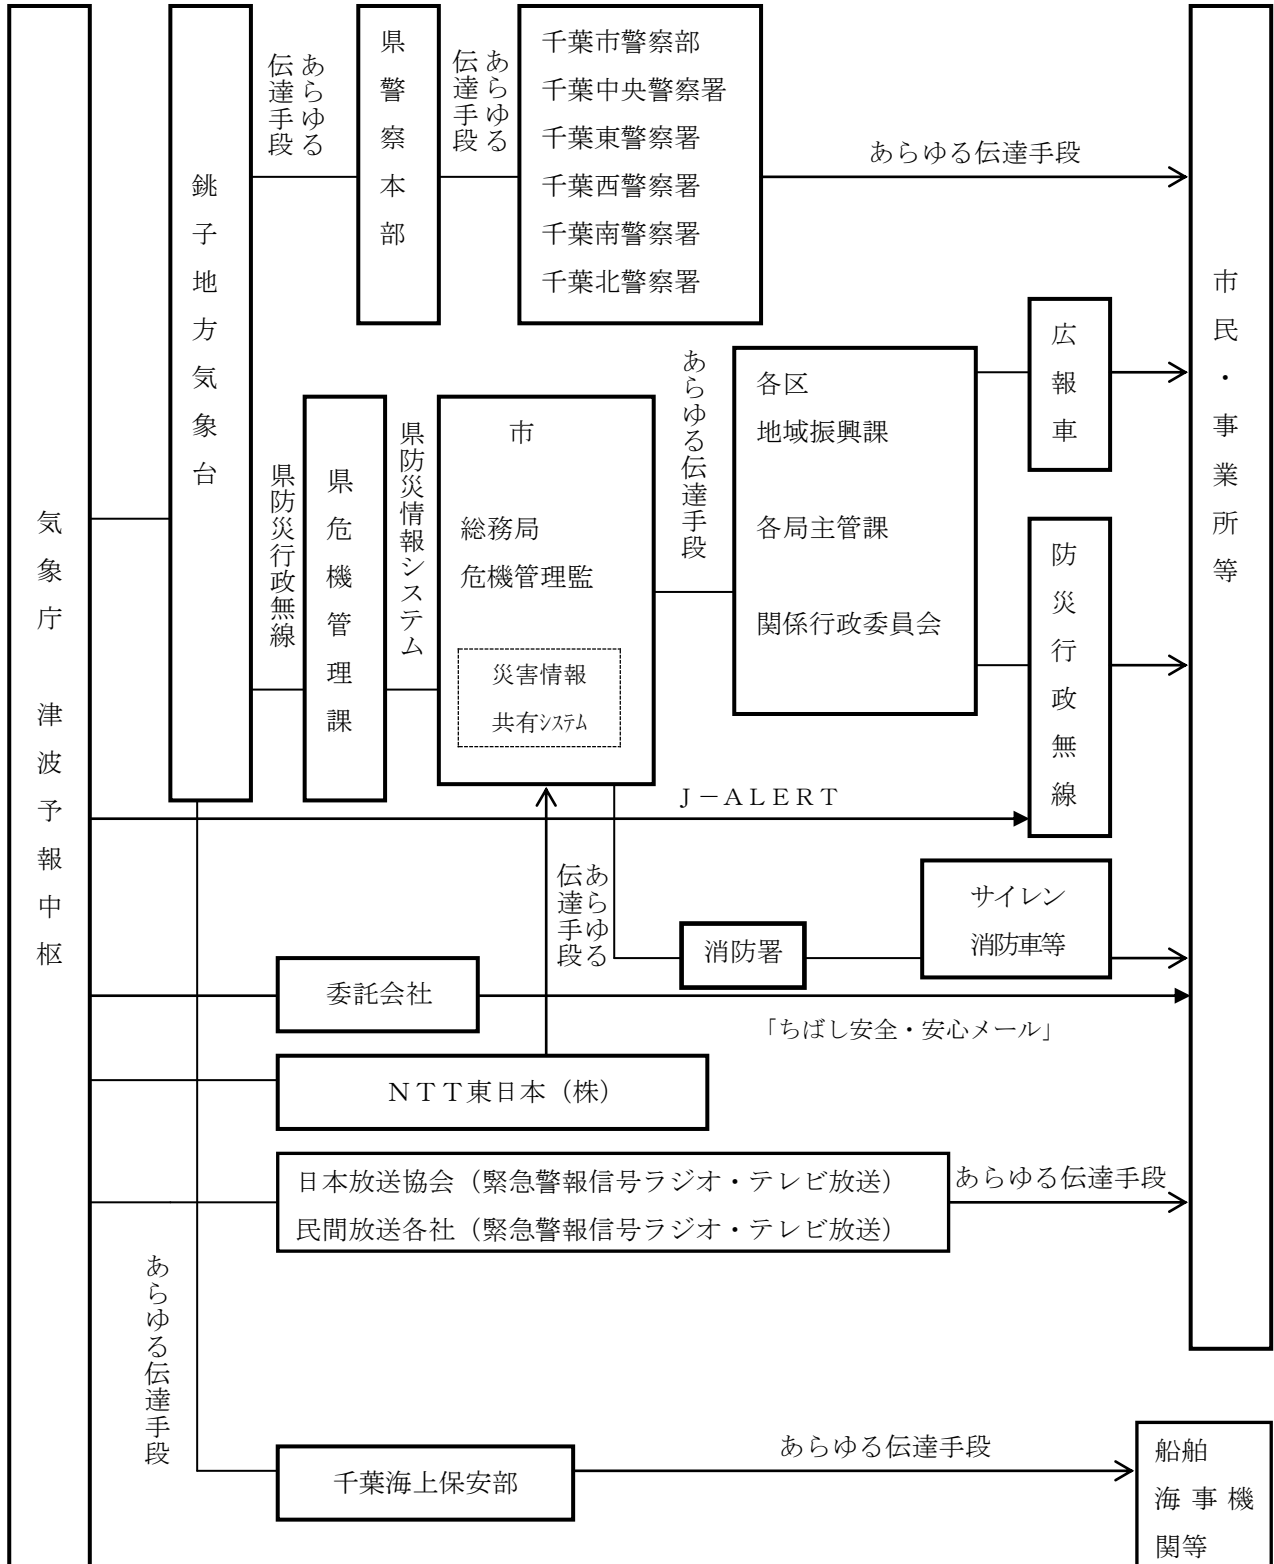 気象庁 津波予報中枢
銚子地方気象台
あらゆる
伝達手段
県警察本部
あらゆる
伝達手段
千葉市警察部
千葉中央警察署
千葉東警察署
千葉西警察署
千葉南警察署
千葉北警察署
あらゆる伝達手段
市民・事業所等
県防災行政無線
県危機管理課
県防災情報システム
市
総務局
危機管理監
災害情報
共有システム
あらゆる伝達手段
各区
地域振興課
各局主管課
関係行政委員会
広報車
防災行政無線
J－ALERT
あらゆる
伝達手段
消防署
サイレン
消防車等
委託会社
「ちばし安全・安心メール」
NTT東日本（株）
日本放送協会（緊急警報信号ラジオ・テレビ放送）
民間放送各社（緊急警報信号ラジオ・テレビ放送）
あらゆる伝達手段
あらゆる伝達手段
千葉海上保安部
あらゆる伝達手段
船舶
海事機
関等